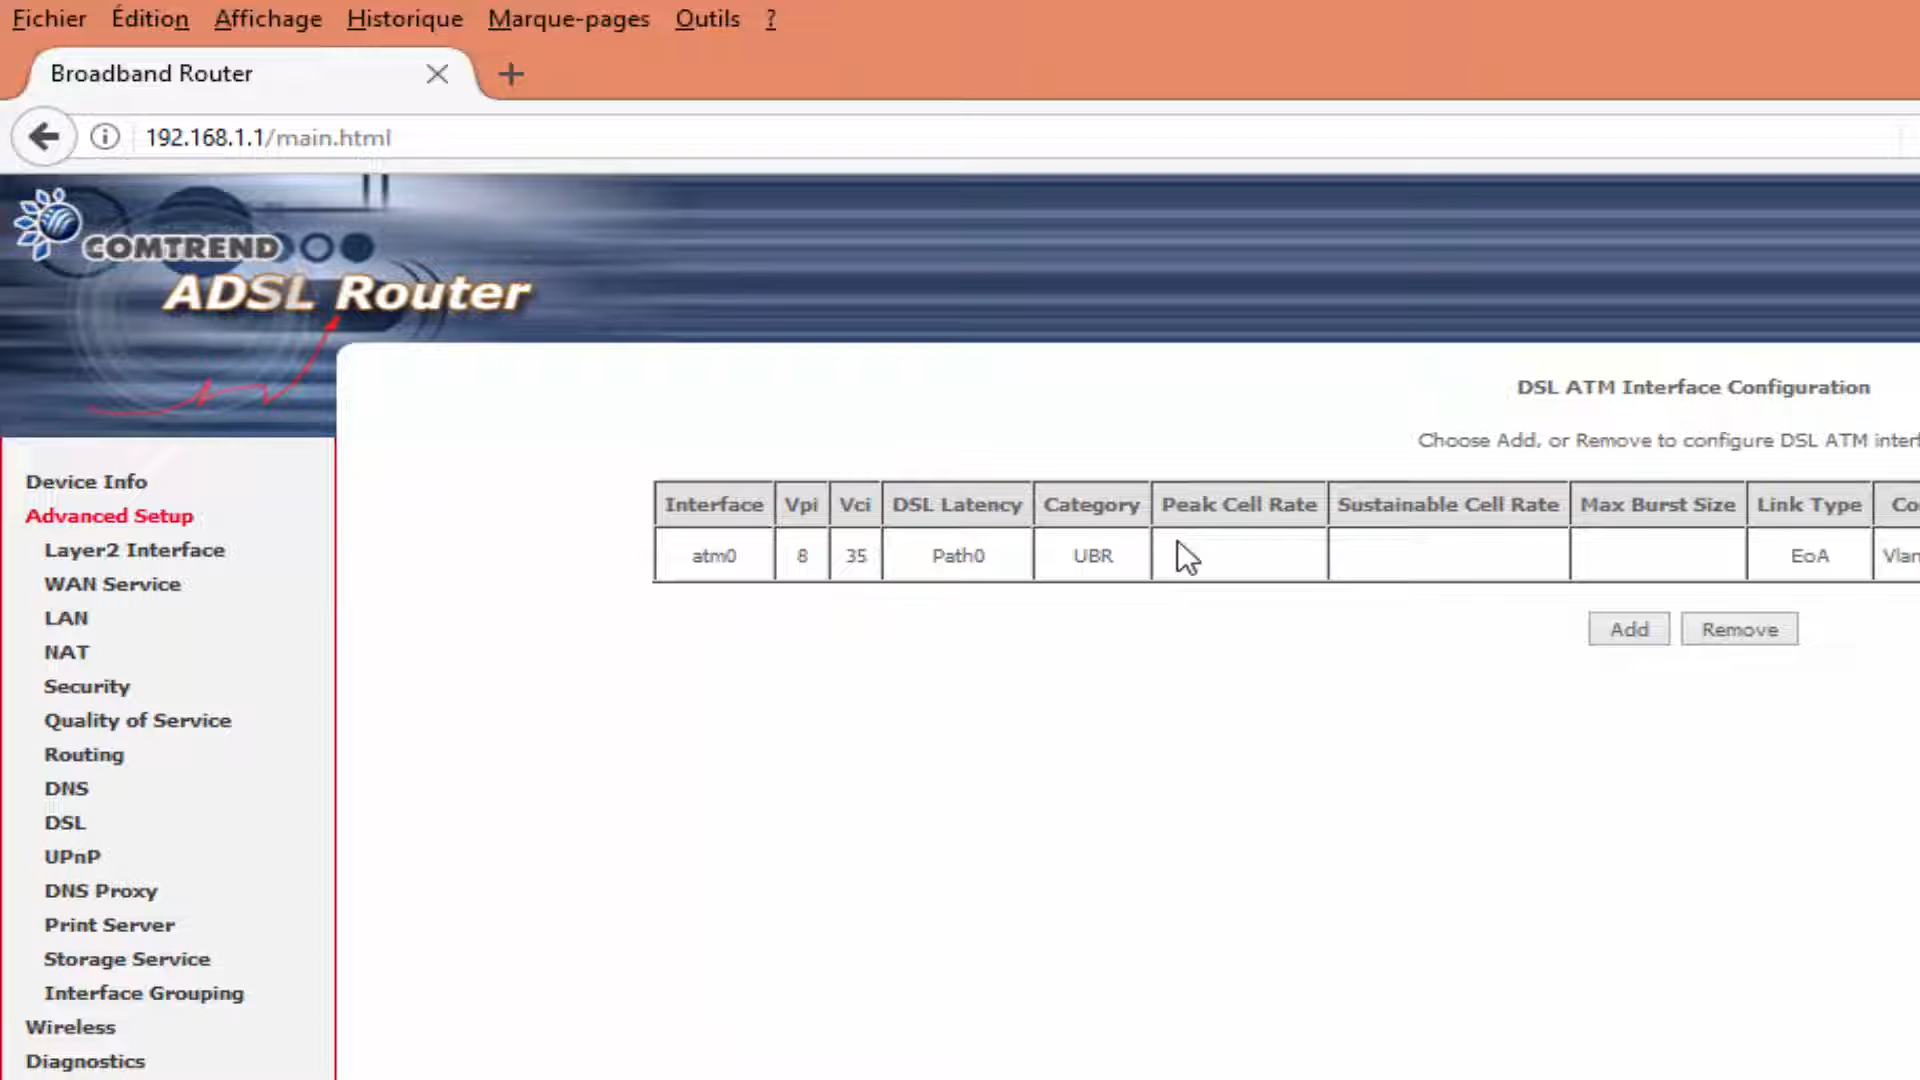 Fichier Édition Affichage Historique Marque-pages Outils ?
Broadband Router
192.168.1.1/main.html
COMTREND
ADSL Router
DSL ATM Interface Configuration
Choose Add, or Remove to configure DSL ATM
Interface Vpi Vci DSL Latency Category Peak Cell Rate Sustainable Cell Rate Max Burst Size Link Type
atm0 8 35 Path0 UBR EoA
Add Remove
Device Info
Advanced Setup
Layer2 Interface
WAN Service
LAN
NAT
Security
Quality of Service
Routing
DNS
DSL
UPnP
DNS Proxy
Print Server
Storage Service
Interface Grouping
Wireless
Diagnostics